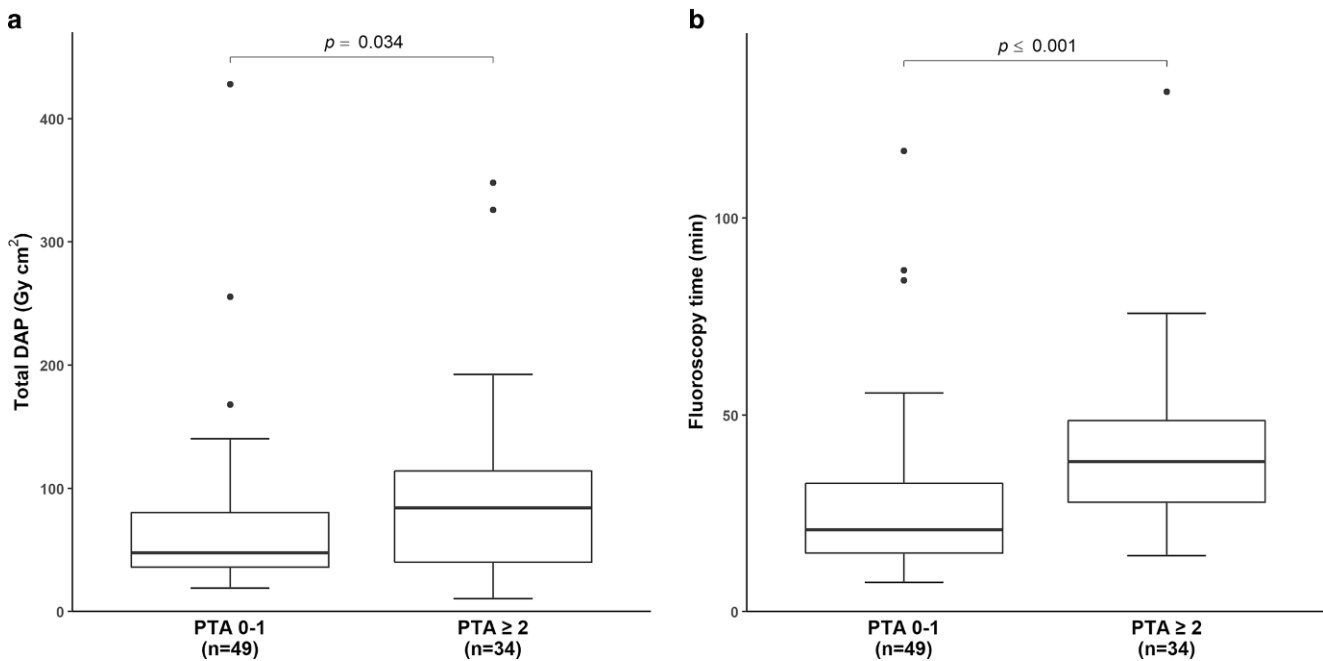 a
p = 0.034
400
300
200
100
0
Total DAP (Gy cm²)
PTA 0-1
(n=49)
PTA ≥ 2
(n=34)
b
p ≤ 0.001
100
50
0
Fluoroscopy time (min)
PTA 0-1
(n=49)
PTA ≥ 2
(n=34)